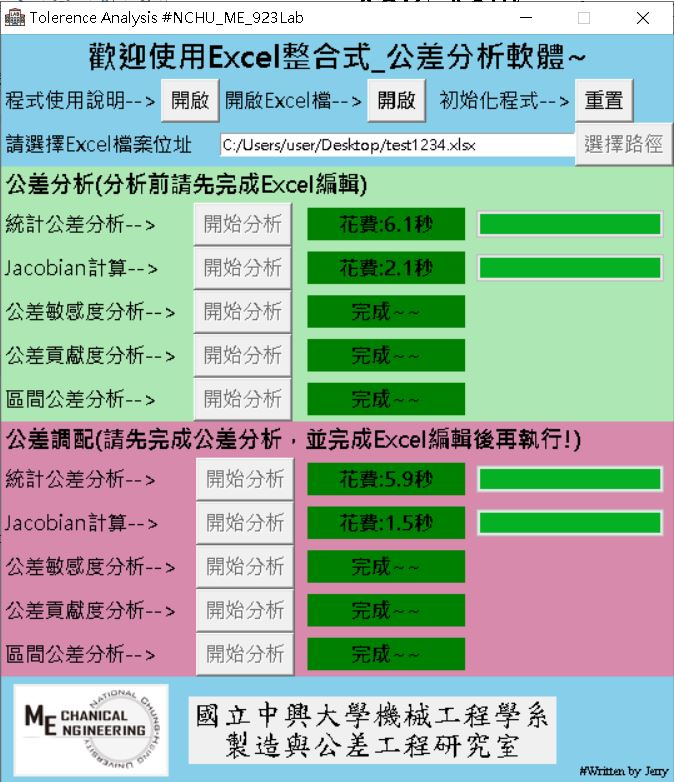 Tolerence Analysis #NCHU_ME_923Lab
歡迎使用Excel整合式_公差分析軟體~
程式使用說明--> 開啟 開啟Excel檔--> 開啟 初始化程式--> 重置
請選擇Excel檔案位址 C:/Users/user/Desktop/test1234.xlsx 選擇路徑
公差分析(分析前請先完成Excel編輯)
統計公差分析--> 開始分析 花費:6.1秒
Jacobian計算--> 開始分析 花費:2.1秒
公差敏感度分析--> 開始分析 完成~~
公差貢獻度分析--> 開始分析 完成~~
區間公差分析--> 開始分析 完成~~
公差調配(請先完成公差分析，並完成Excel編輯後再執行!)
統計公差分析--> 開始分析 花費:5.9秒
Jacobian計算--> 開始分析 花費:1.5秒
公差敏感度分析--> 開始分析 完成~~
公差貢獻度分析--> 開始分析 完成~~
區間公差分析--> 開始分析 完成~~
MECHANICAL
ENGINEERING
NATIONAL CHUNG-HSING UNIVERSITY
國立中興大學機械工程學系
製造與公差工程研究室
#Written by Jerry